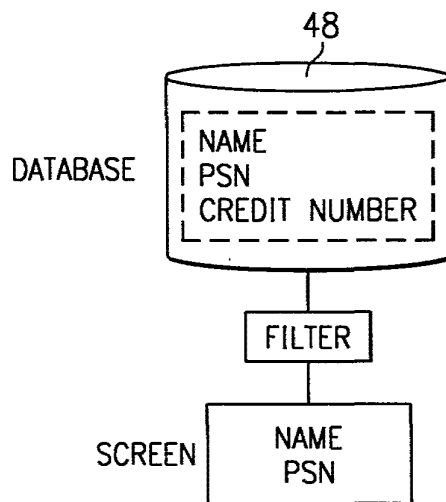 48
DATABASE
NAME
PSN
CREDIT NUMBER
FILTER
SCREEN
NAME
PSN